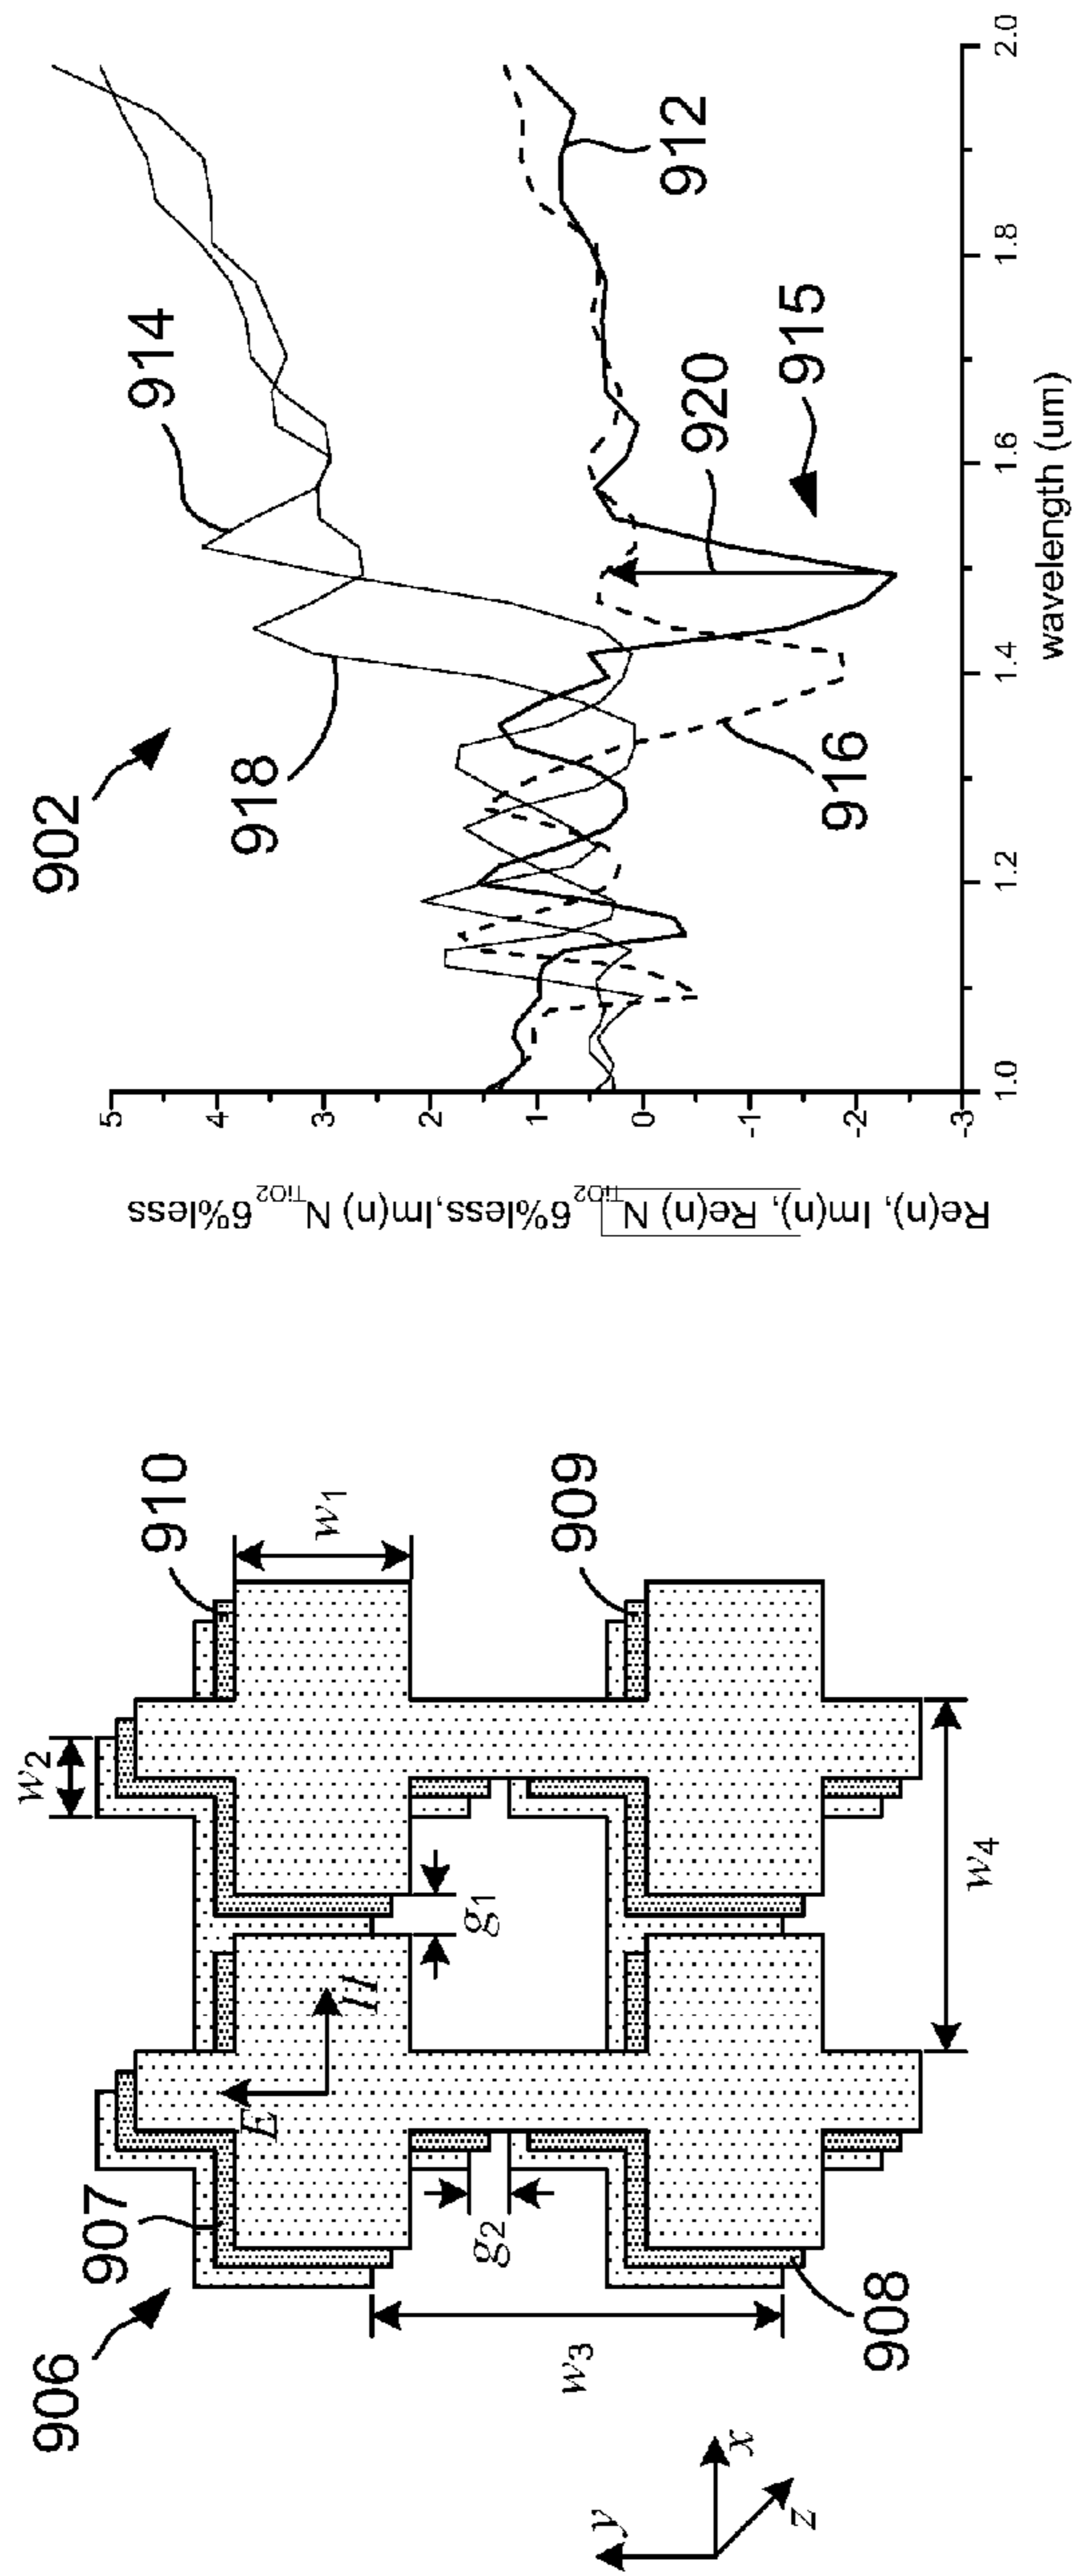 906
907
910
w2
w1
E
H
g1
g2
w3
908
909
w4
y
x
z
902
918
914
5
4
3
2
1
0
-1
-2
-3
Re(n), Im(n), Re(n) N_TiO2 6%less,Im(n) N_TiO2 6%less
916
920
915
912
1.0
1.2
1.4
1.6
1.8
2.0
wavelength (um)